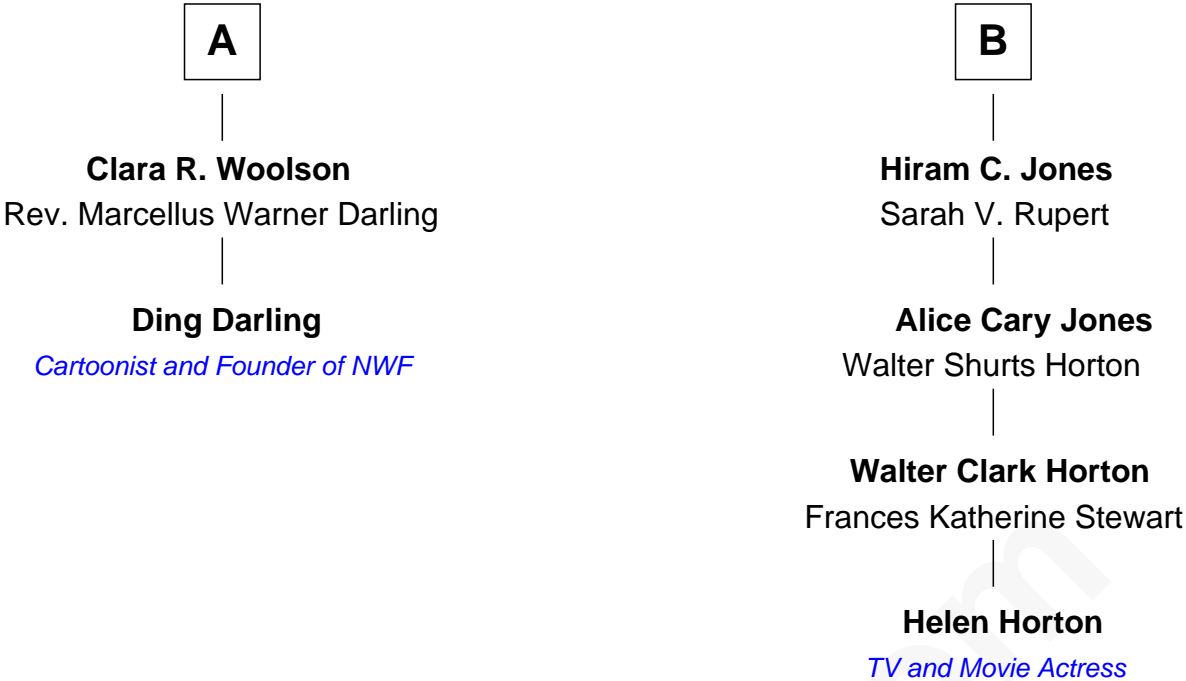 A
Clara R. Woolson
Rev. Marcellus Warner Darling
Ding Darling
Cartoonist and Founder of NWF
B
Hiram C. Jones
Sarah V. Rupert
Alice Cary Jones
Walter Shurts Horton
Walter Clark Horton
Frances Katherine Stewart
Helen Horton
TV and Movie Actress